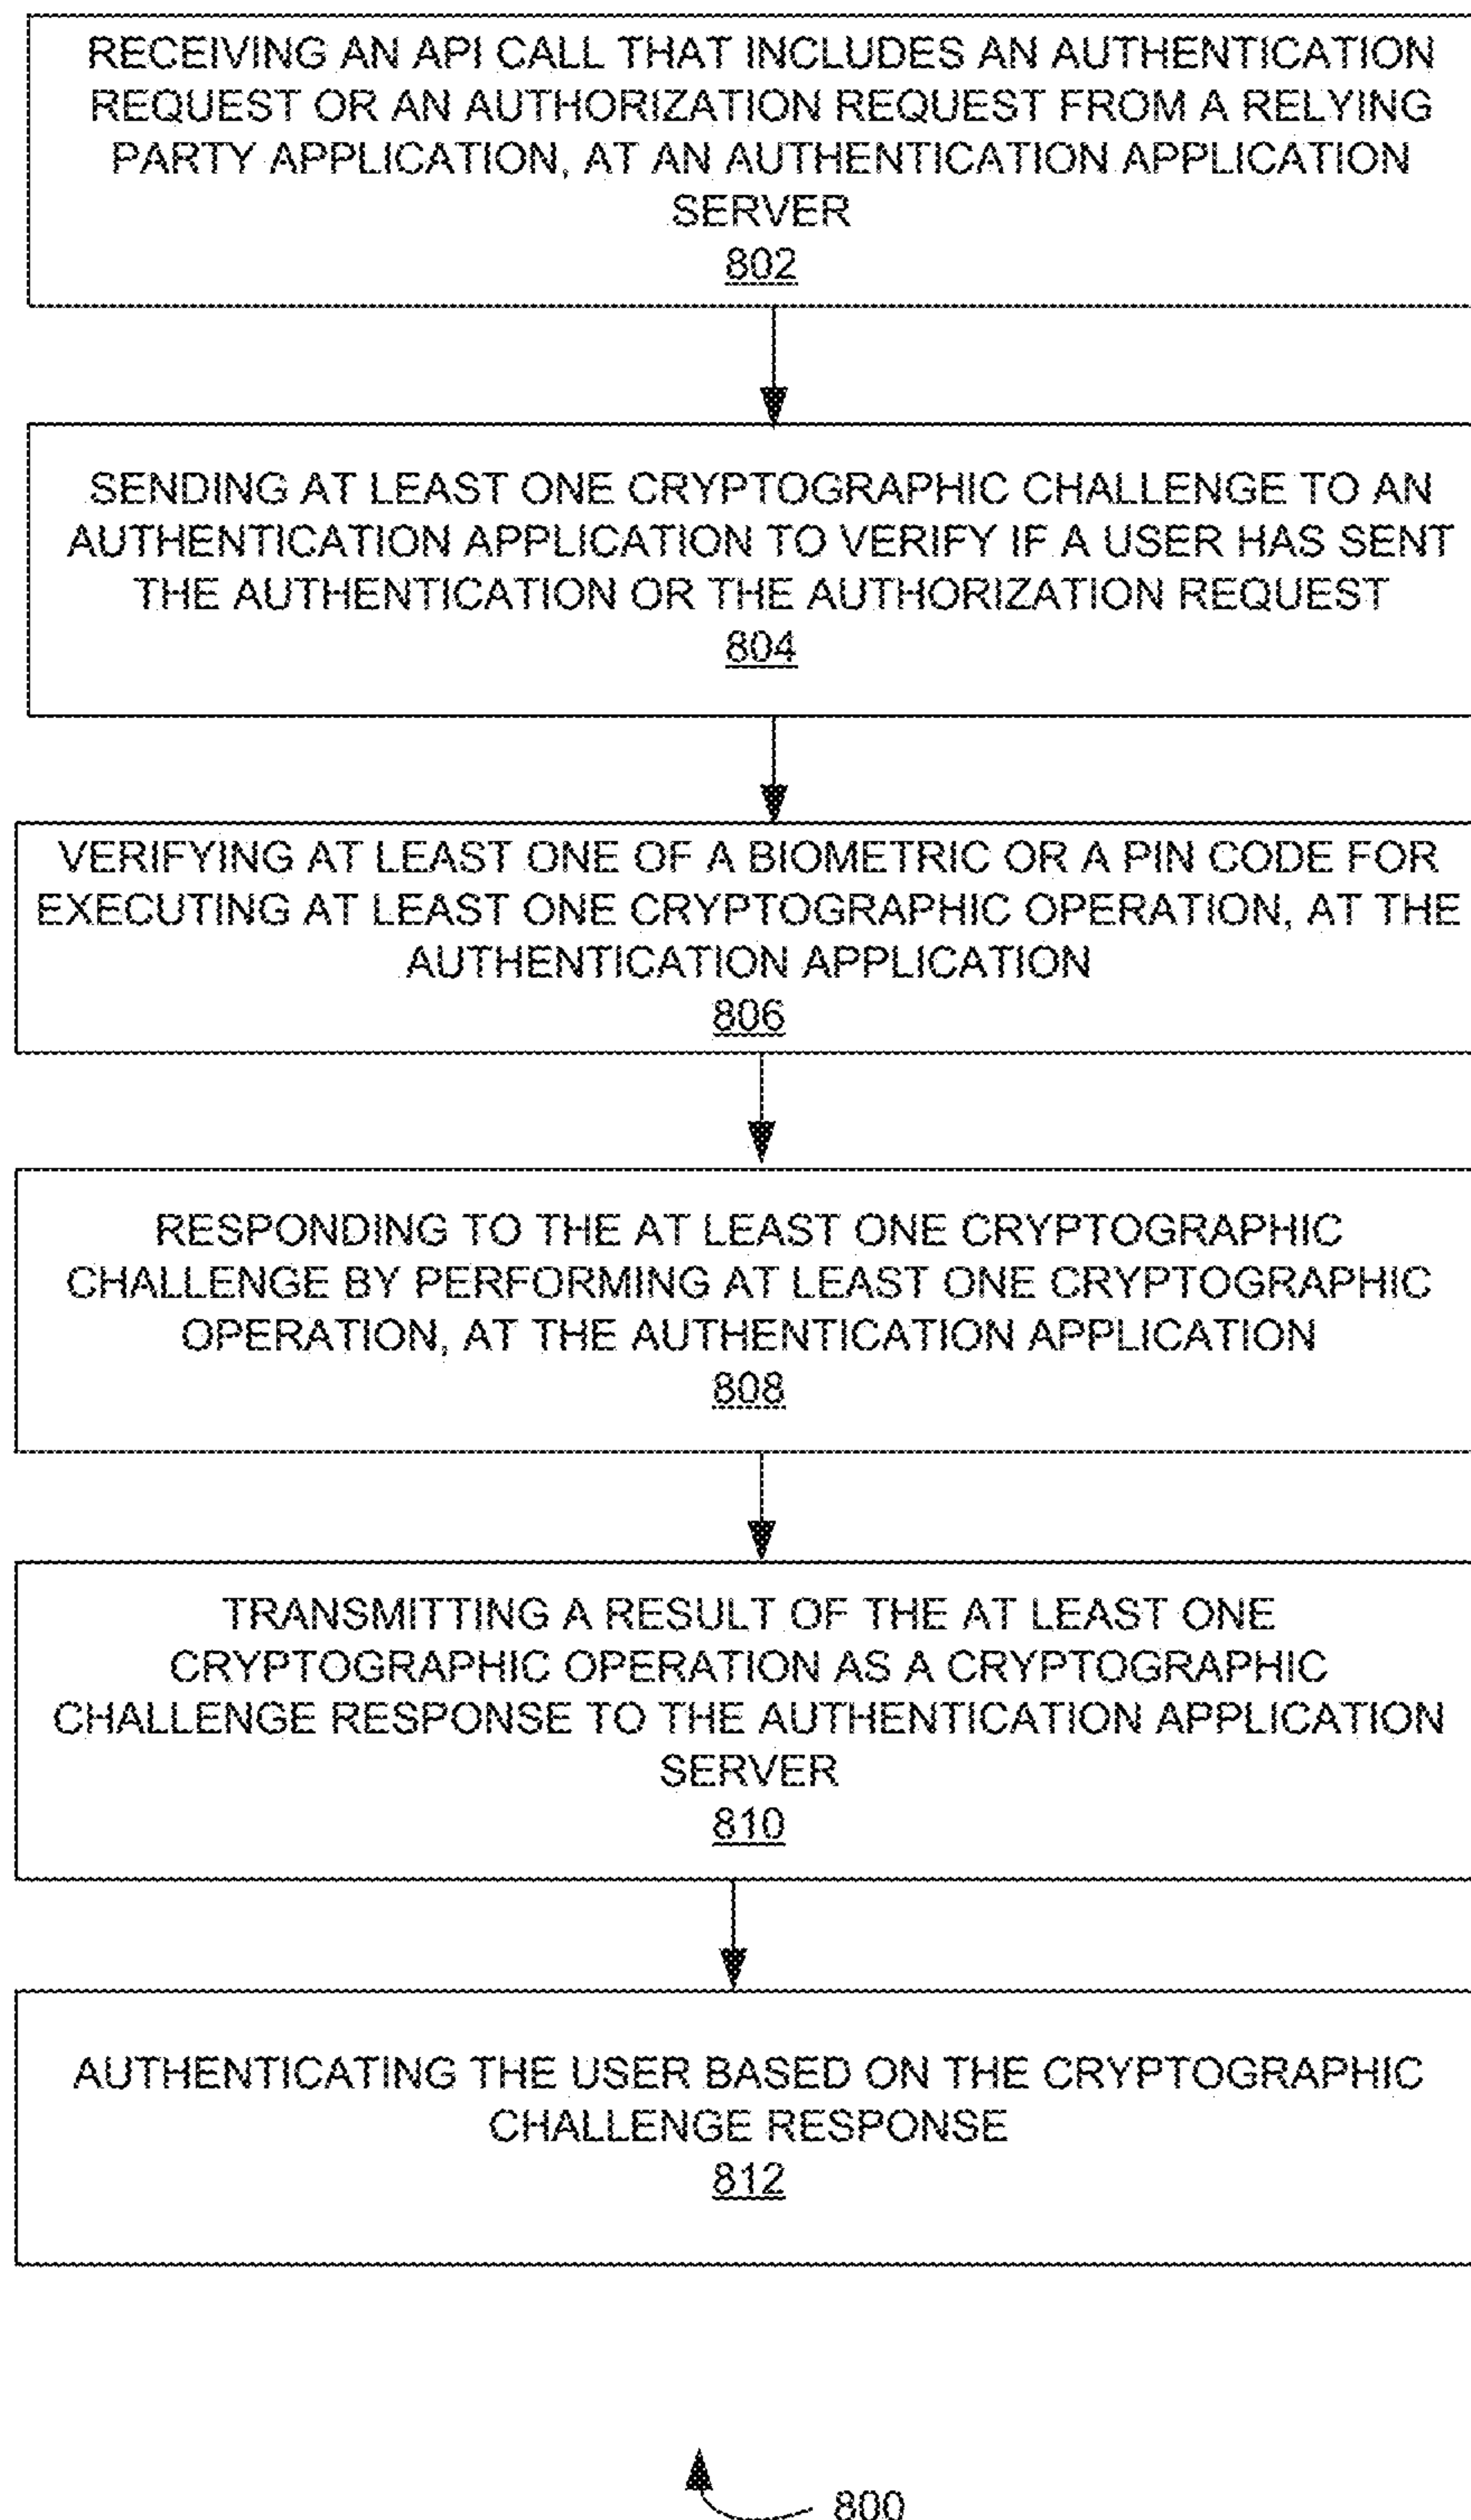 RECEIVING AN API CALL THAT INCLUDES AN AUTHENTICATION
REQUEST OR AN AUTHORIZATION REQUEST FROM A RELYING
PARTY APPLICATION, AT AN AUTHENTICATION APPLICATION
SERVER
802
SENDING AT LEAST ONE CRYPTOGRAPHIC CHALLENGE TO AN
AUTHENTICATION APPLICATION TO VERIFY IF A USER HAS SENT
THE AUTHENTICATION OR THE AUTHORIZATION REQUEST
804
VERIFYING AT LEAST ONE OF A BIOMETRIC OR A PIN CODE FOR
EXECUTING AT LEAST ONE CRYPTOGRAPHIC OPERATION, AT THE
AUTHENTICATION APPLICATION
806
RESPONDING TO THE AT LEAST ONE CRYPTOGRAPHIC
CHALLENGE BY PERFORMING AT LEAST ONE CRYPTOGRAPHIC
OPERATION, AT THE AUTHENTICATION APPLICATION
808
TRANSMITTING A RESULT OF THE AT LEAST ONE
CRYPTOGRAPHIC OPERATION AS A CRYPTOGRAPHIC
CHALLENGE RESPONSE TO THE AUTHENTICATION APPLICATION
SERVER
810
AUTHENTICATING THE USER BASED ON THE CRYPTOGRAPHIC
CHALLENGE RESPONSE
812
800